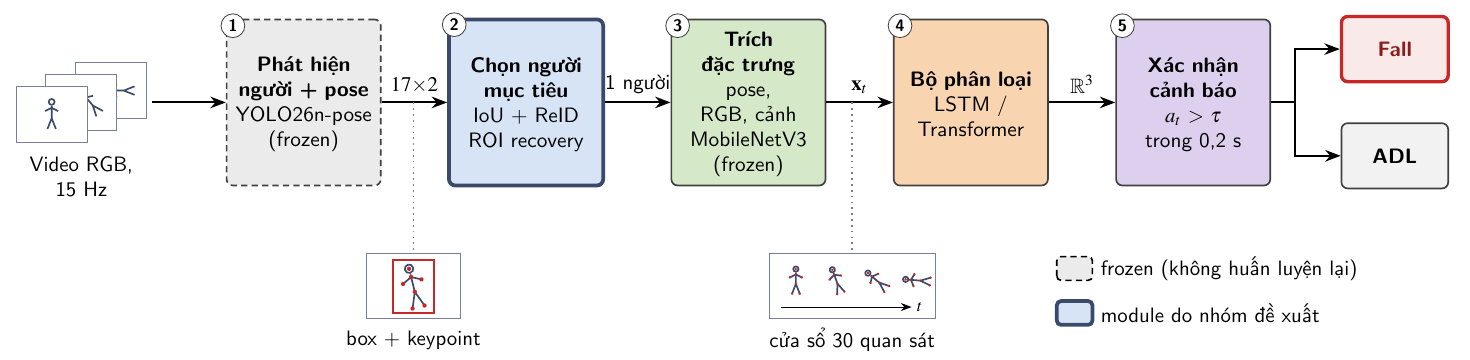 Video RGB,
15 Hz
1
Phát hiện
người + pose
YOLO26n-pose
(frozen)
17×2
box + keypoint
2
Chọn người
mục tiêu
IoU + ReID
ROI recovery
1 người
3
Trích
đặc trưng
pose,
RGB, cảnh
MobileNetV3
(frozen)
x_t
t
cửa sổ 30 quan sát
4
Bộ phân loại
LSTM /
Transformer
ℝ³
5
Xác nhận
cảnh báo
a_t > τ
trong 0,2 s
Fall
ADL
frozen (không huấn luyện lại)
module do nhóm đề xuất